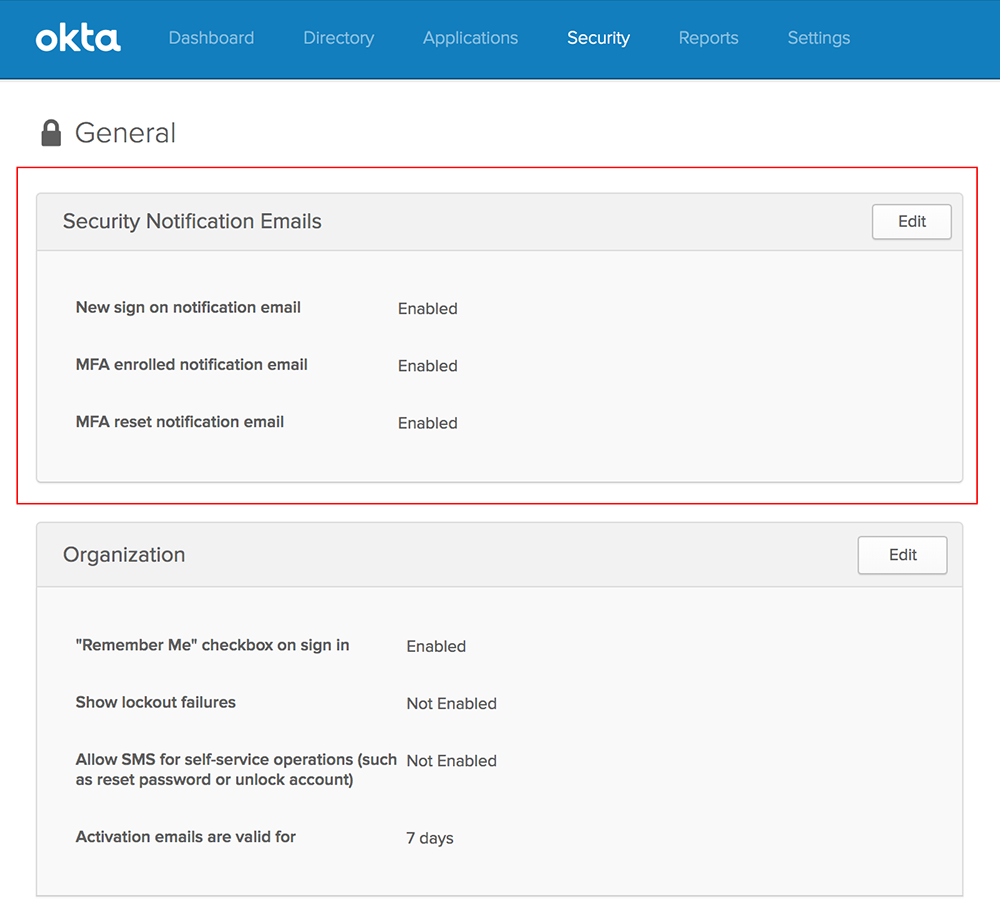 okta Dashboard Directory Applications Security Reports Settings
General
Security Notification Emails Edit
New sign on notification email Enabled
MFA enrolled notification email Enabled
MFA reset notification email Enabled
Organization Edit
"Remember Me" checkbox on sign in Enabled
Show lockout failures Not Enabled
Allow SMS for self-service operations (such Not Enabled
as reset password or unlock account)
Activation emails are valid for 7 days